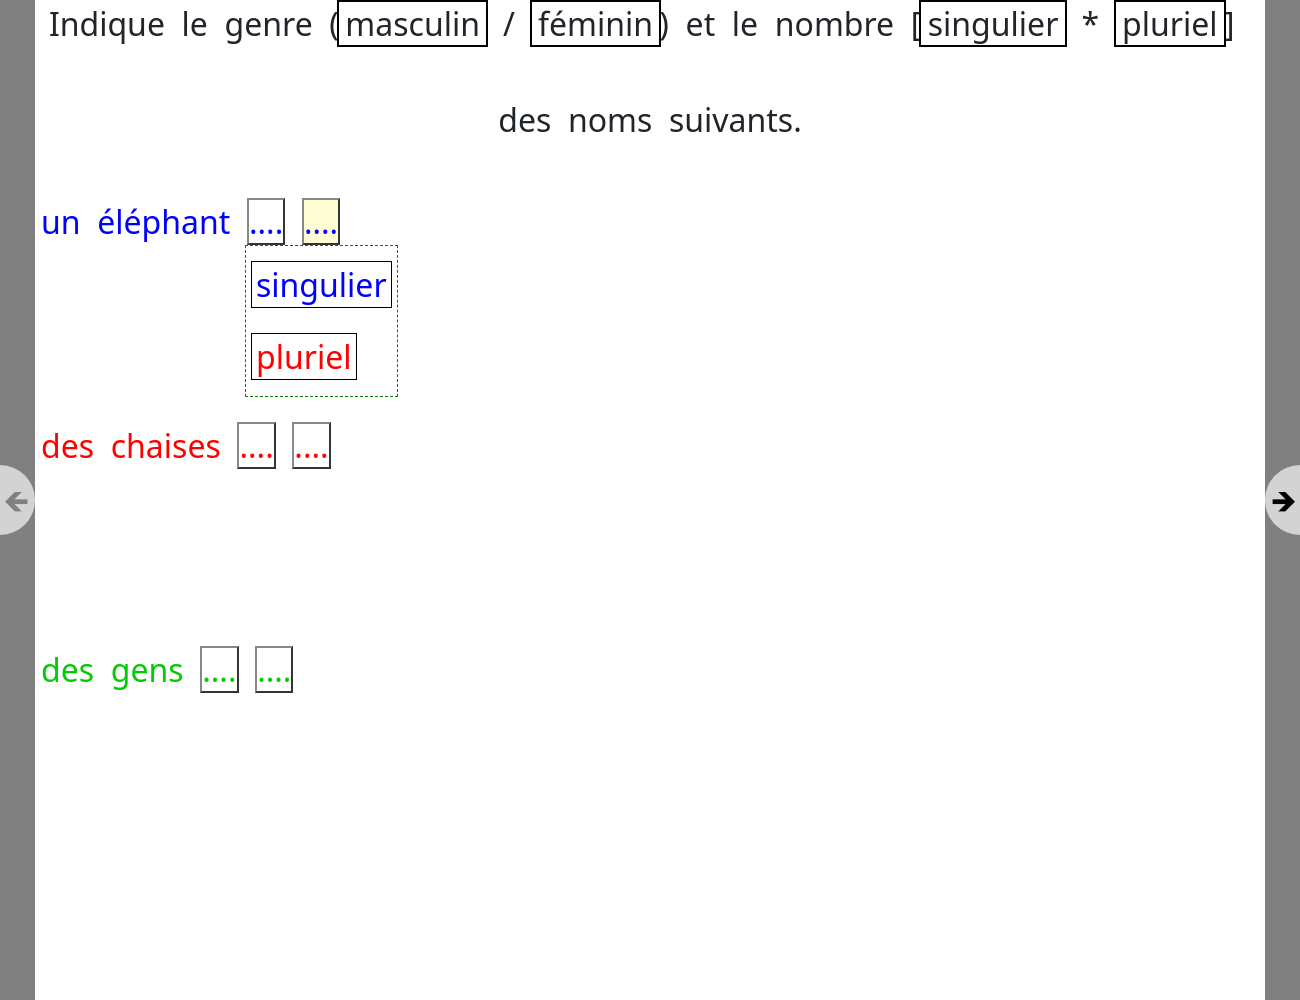 Indique le genre (masculin / féminin) et le nombre [singulier * pluriel]
des noms suivants.
un éléphant .... ....
singulier
pluriel
des chaises .... ....
des gens .... ....